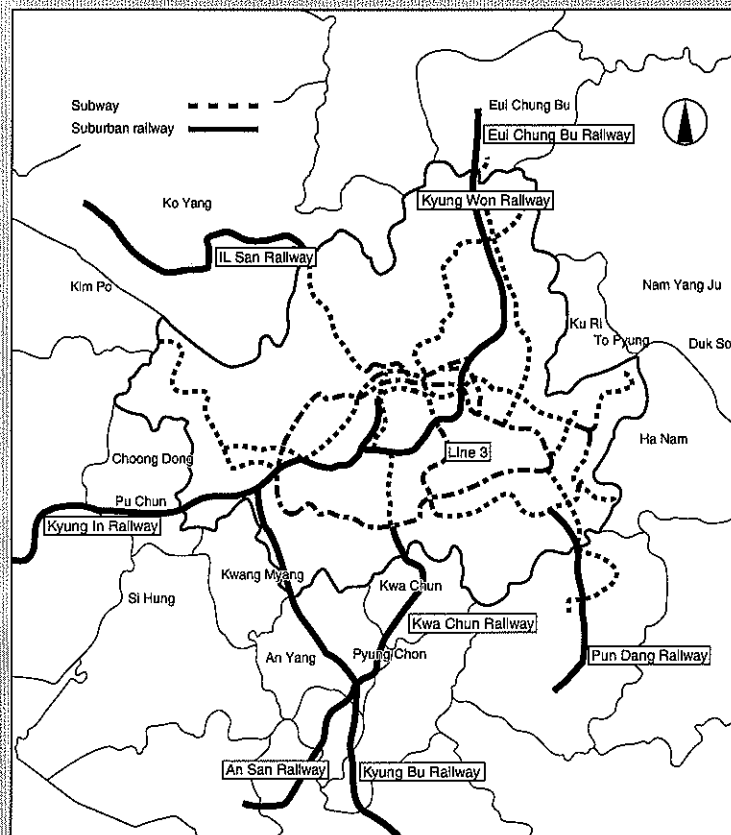 Subway
Suburban railway
Eui Chung Bu
Eui Chung Bu Railway
Ko Yang
Kyung Won Railway
IL San Railway
Kim Po
Nam Yang Ju
Ku Ri
To Pyung
Duk So
Ha Nam
Choong Dong
Line 3
Pu Chun
Kyung In Railway
Kwang Myang
Kwa Chun
Si Hung
Kwa Chun Railway
An Yang
Pyung Chon
Pun Dang Railway
An San Railway
Kyung Bu Railway